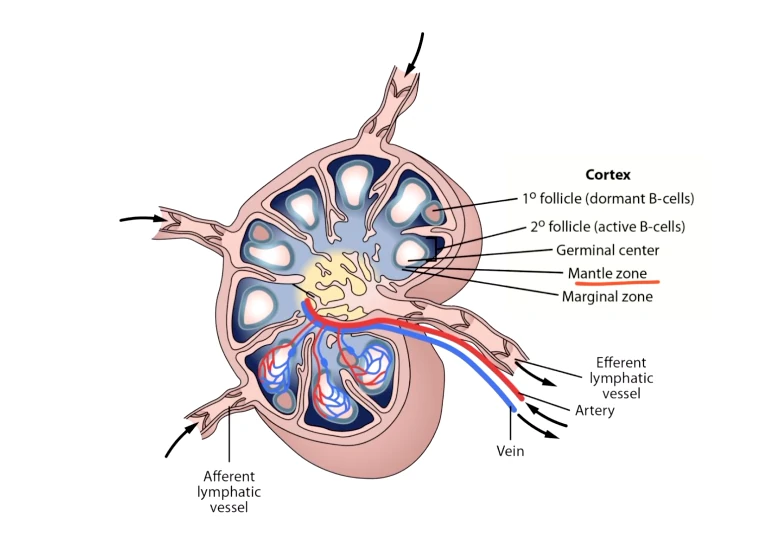 Cortex
1º follicle (dormant B-cells)
2º follicle (active B-cells)
Germinal center
Mantle zone
Marginal zone
Efferent
lymphatic
vessel
Artery
Vein
Afferent
lymphatic
vessel